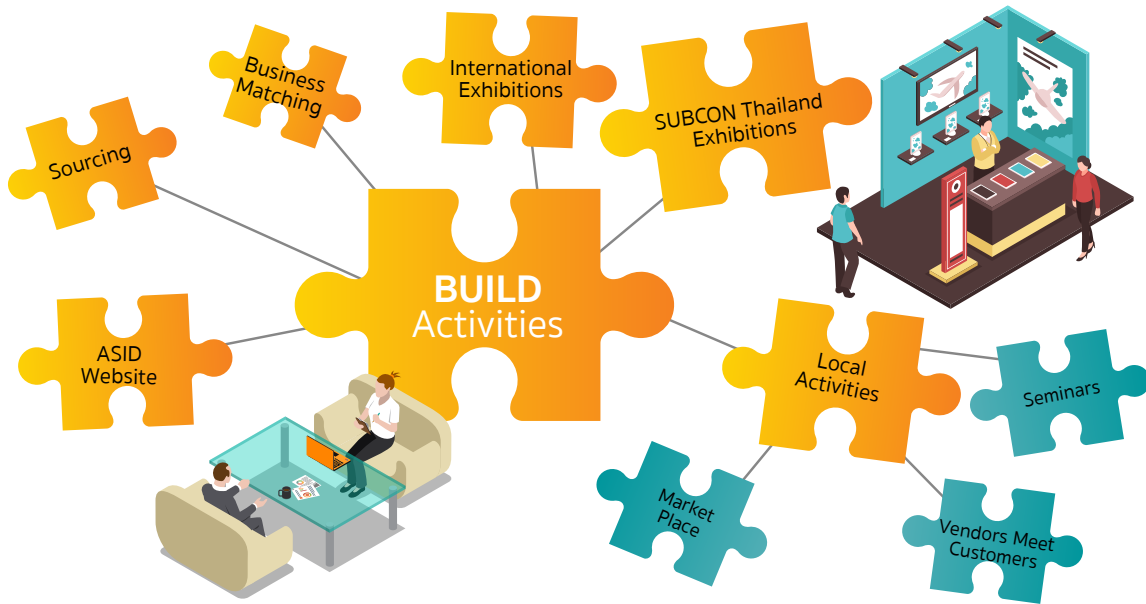 Business
Matching
International
Exhibitions
SUBCON Thailand
Exhibitions
Sourcing
BUILD
Activities
ASID
Website
Local
Activities
Seminars
Market
Place
Vendors Meet
Customers